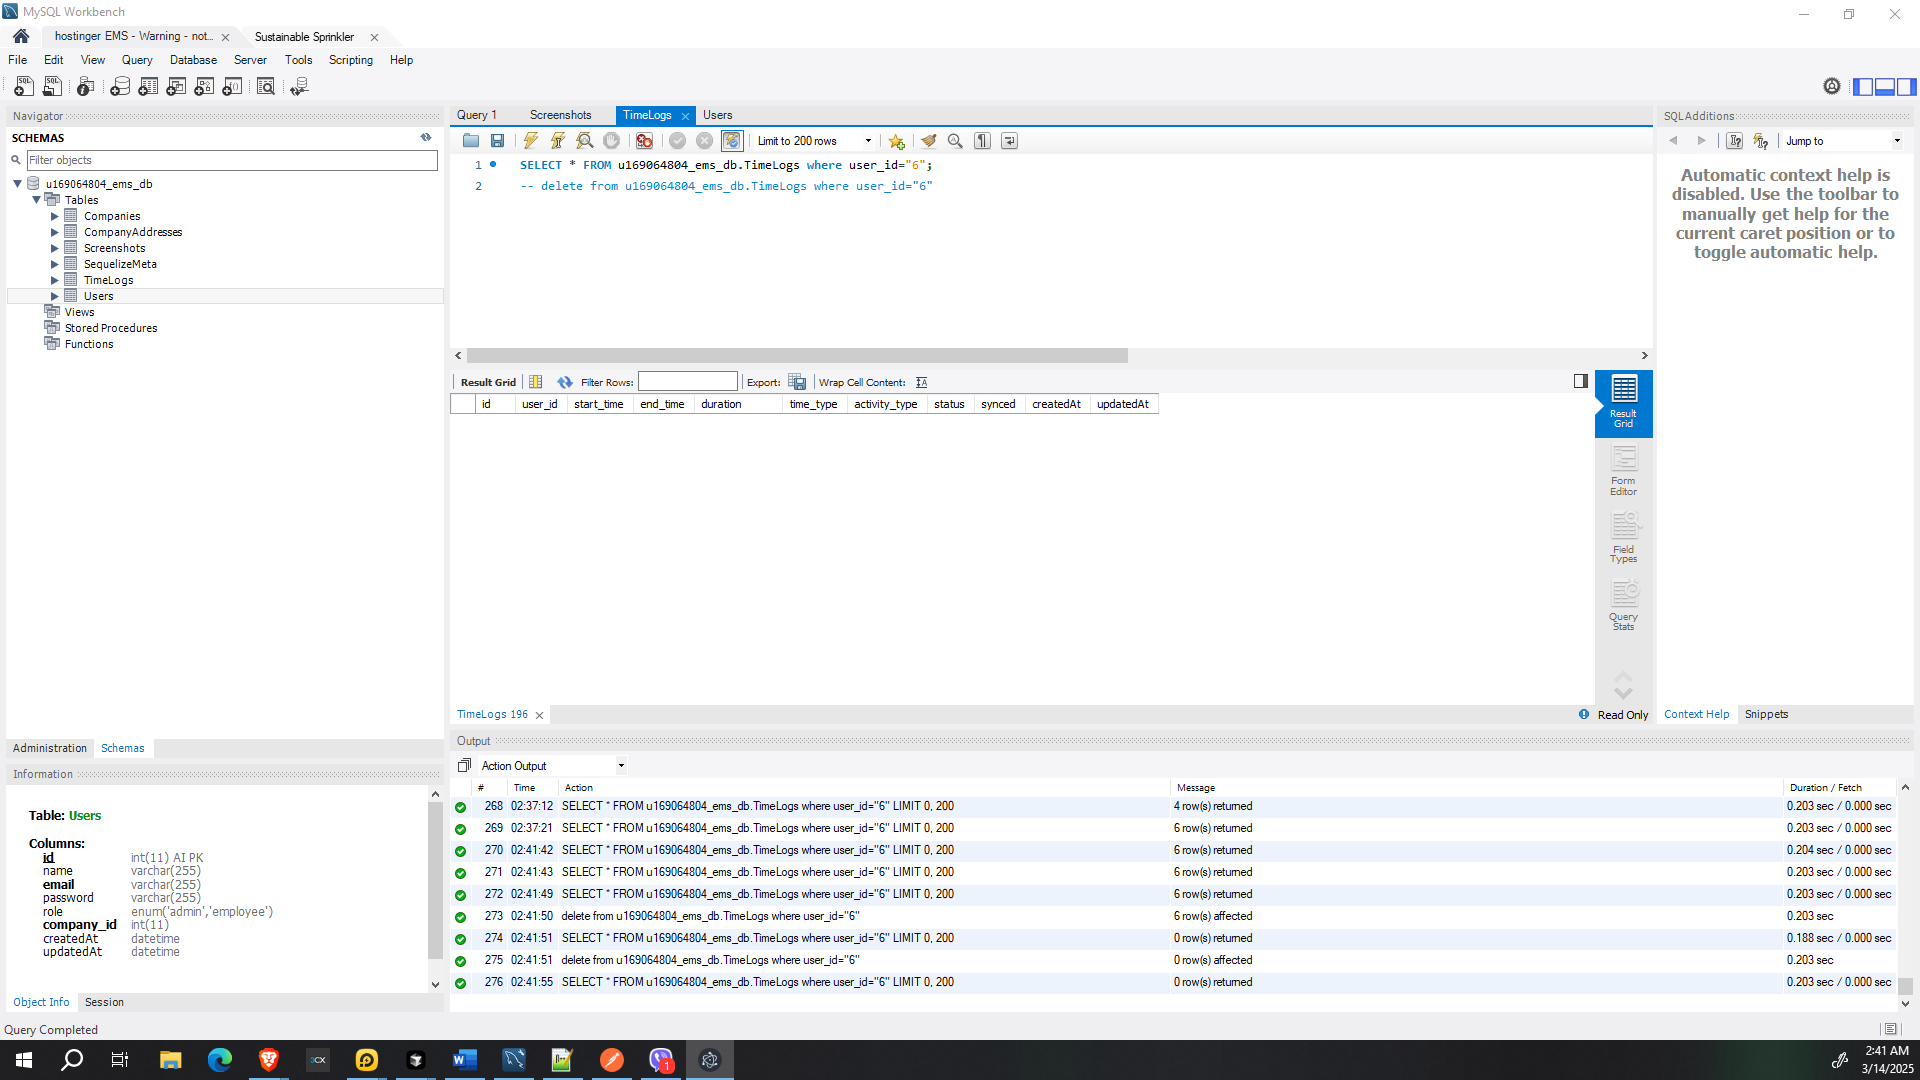 MySQL Workbench
hostinger EMS - Warning - not...
Sustainable Sprinkler
File Edit View Query Database Server Tools Scripting Help
Navigator
SCHEMAS
Filter objects
u169064804_ems_db
Tables
Companies
CompanyAddresses
Screenshots
SequelizeMeta
TimeLogs
Users
Views
Stored Procedures
Functions
Administration Schemas
Information
Table: Users
Columns:
id int(11) AI PK
name varchar(255)
email varchar(255)
password varchar(255)
role enum('admin','employee')
company_id int(11)
createdAt datetime
updatedAt datetime
Object Info Session
Query Completed
Query 1 Screenshots TimeLogs Users
Limit to 200 rows
1 SELECT * FROM u169064804_ems_db.TimeLogs where user_id="6";
2 -- delete from u169064804_ems_db.TimeLogs where user_id="6"
Result Grid Filter Rows: Export: Wrap Cell Content:
id user_id start_time end_time duration time_type activity_type status synced createdAt updatedAt
Result
Grid
Form
Editor
Field
Types
Query
Stats
TimeLogs 196
Read Only
SQLAdditions
Jump to
Automatic context help is
disabled. Use the toolbar to
manually get help for the
current caret position or to
toggle automatic help.
Context Help Snippets
Output
Action Output
# Time Action Message Duration / Fetch
268 02:37:12 SELECT * FROM u169064804_ems_db.TimeLogs where user_id="6" LIMIT 0, 200 4 row(s) returned 0.203 sec / 0.000 sec
269 02:37:21 SELECT * FROM u169064804_ems_db.TimeLogs where user_id="6" LIMIT 0, 200 6 row(s) returned 0.203 sec / 0.000 sec
270 02:41:42 SELECT * FROM u169064804_ems_db.TimeLogs where user_id="6" LIMIT 0, 200 6 row(s) returned 0.204 sec / 0.000 sec
271 02:41:43 SELECT * FROM u169064804_ems_db.TimeLogs where user_id="6" LIMIT 0, 200 6 row(s) returned 0.203 sec / 0.000 sec
272 02:41:49 SELECT * FROM u169064804_ems_db.TimeLogs where user_id="6" LIMIT 0, 200 6 row(s) returned 0.203 sec / 0.000 sec
273 02:41:50 delete from u169064804_ems_db.TimeLogs where user_id="6" 6 row(s) affected 0.203 sec
274 02:41:51 SELECT * FROM u169064804_ems_db.TimeLogs where user_id="6" LIMIT 0, 200 0 row(s) returned 0.188 sec / 0.000 sec
275 02:41:51 delete from u169064804_ems_db.TimeLogs where user_id="6" 0 row(s) affected 0.203 sec
276 02:41:55 SELECT * FROM u169064804_ems_db.TimeLogs where user_id="6" LIMIT 0, 200 0 row(s) returned 0.203 sec / 0.000 sec
2:41 AM
3/14/2025